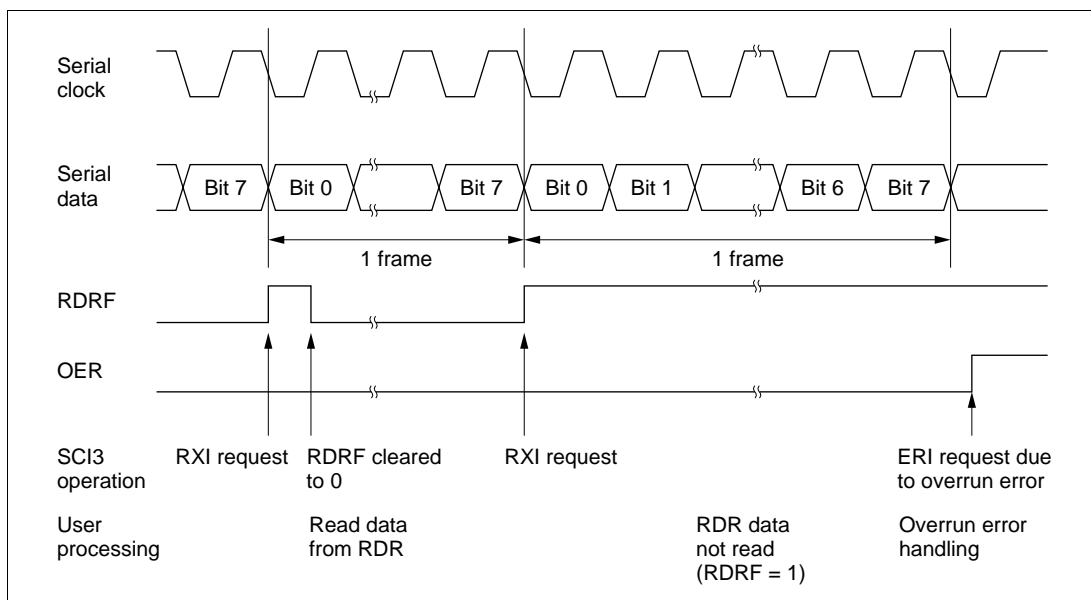 Serial
clock
Serial
data
Bit 7
Bit 0
Bit 7
Bit 0
Bit 1
Bit 6
Bit 7
1 frame
1 frame
RDRF
OER
SCI3
operation
RXI request
RDRF cleared
to 0
RXI request
ERI request due
to overrun error
User
processing
Read data
from RDR
RDR data
not read
(RDRF = 1)
Overrun error
handling